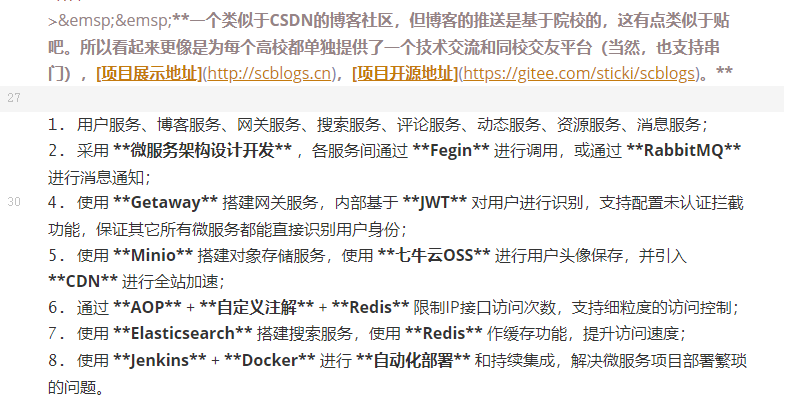 >&emsp;&emsp;**一个类似于CSDN的博客社区，但博客的推送是基于院校的，这有点类似于贴
吧。所以看起来更像是为每个高校都单独提供了一个技术交流和同校交友平台（当然，也支持串
门），[项目展示地址](http://scblogs.cn)，[项目开源地址](https://gitee.com/sticki/scblogs)。**
27
1. 用户服务、博客服务、网关服务、搜索服务、评论服务、动态服务、资源服务、消息服务；
2. 采用 **微服务架构设计开发** ，各服务间通过 **Fegin** 进行调用，或通过 **RabbitMQ**
进行消息通知；
30 4. 使用 **Getaway** 搭建网关服务，内部基于 **JWT** 对用户进行识别，支持配置未认证拦截
功能，保证其它所有微服务都能直接识别用户身份；
5. 使用 **Minio** 搭建对象存储服务，使用 **七牛云OSS** 进行用户头像保存，并引入
**CDN** 进行全站加速；
6. 通过 **AOP** + **自定义注解** + **Redis** 限制IP接口访问次数，支持细粒度的访问控制；
7. 使用 **Elasticsearch** 搭建搜索服务，使用 **Redis** 作缓存功能，提升访问速度；
8. 使用 **Jenkins** + **Docker** 进行 **自动化部署** 和持续集成，解决微服务项目部署繁琐
的问题。